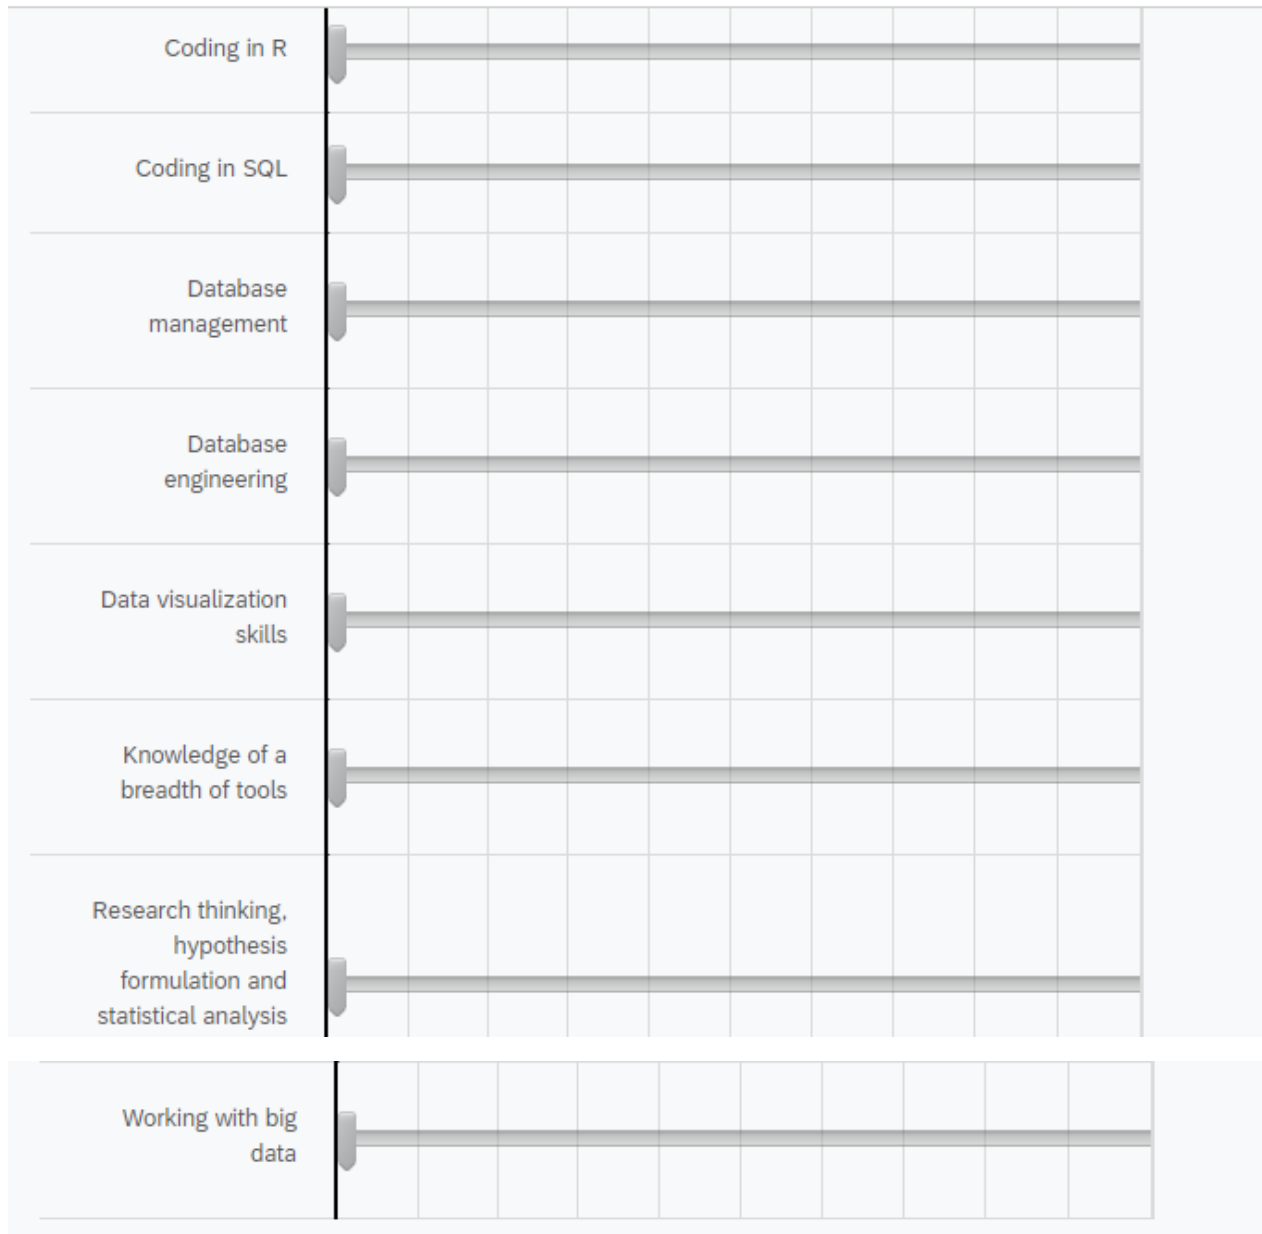 Coding in R
Coding in SQL
Database
management
Database
engineering
Data visualization
skills
Knowledge of a
breadth of tools
Research thinking,
hypothesis
formulation and
statistical analysis
Working with big
data